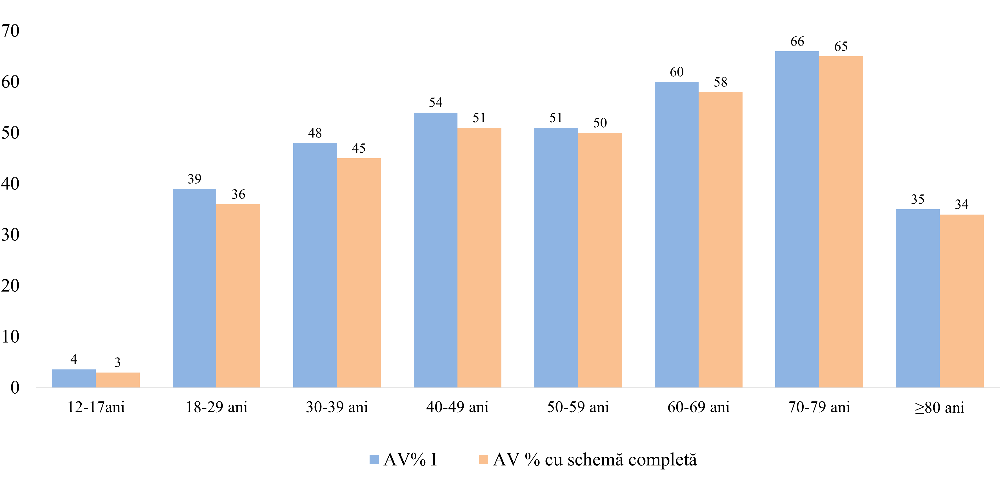 70
60
50
40
30
20
10
0
4
3
39
36
48
45
54
51
51
50
60
58
66
65
35
34
12-17ani
18-29 ani
30-39 ani
40-49 ani
50-59 ani
60-69 ani
70-79 ani
≥80 ani
AV% I
AV % cu schemă completă